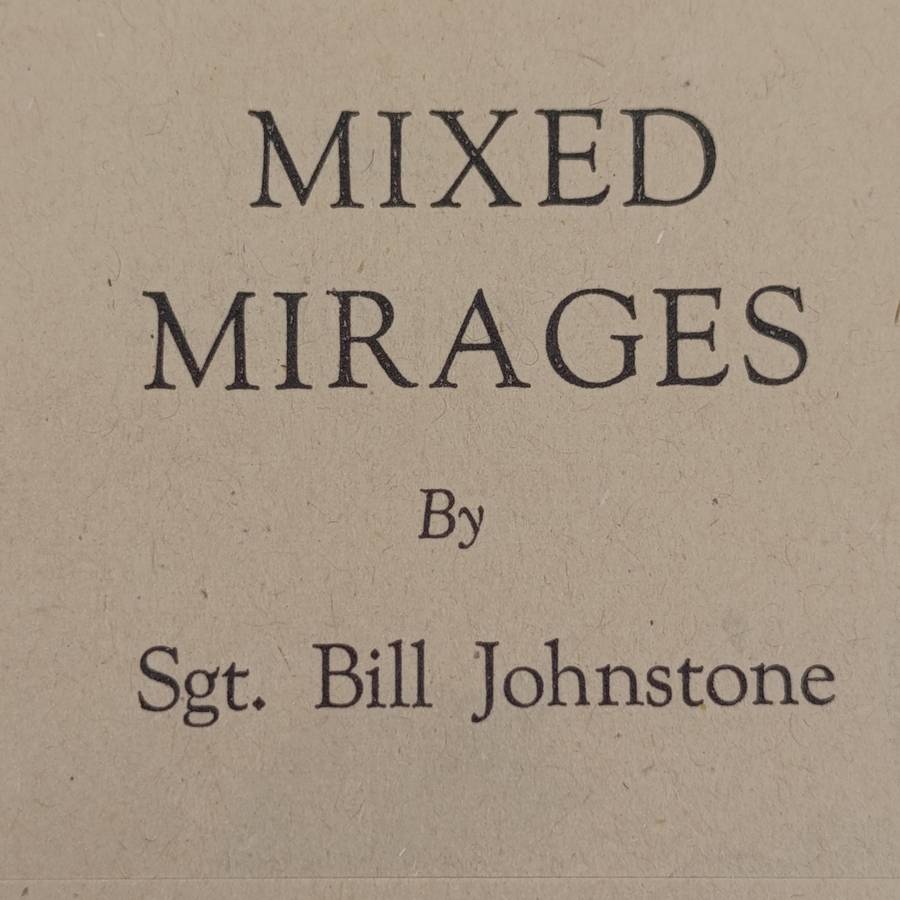 MIXED
MIRAGES
By
Sgt. Bill Johnstone